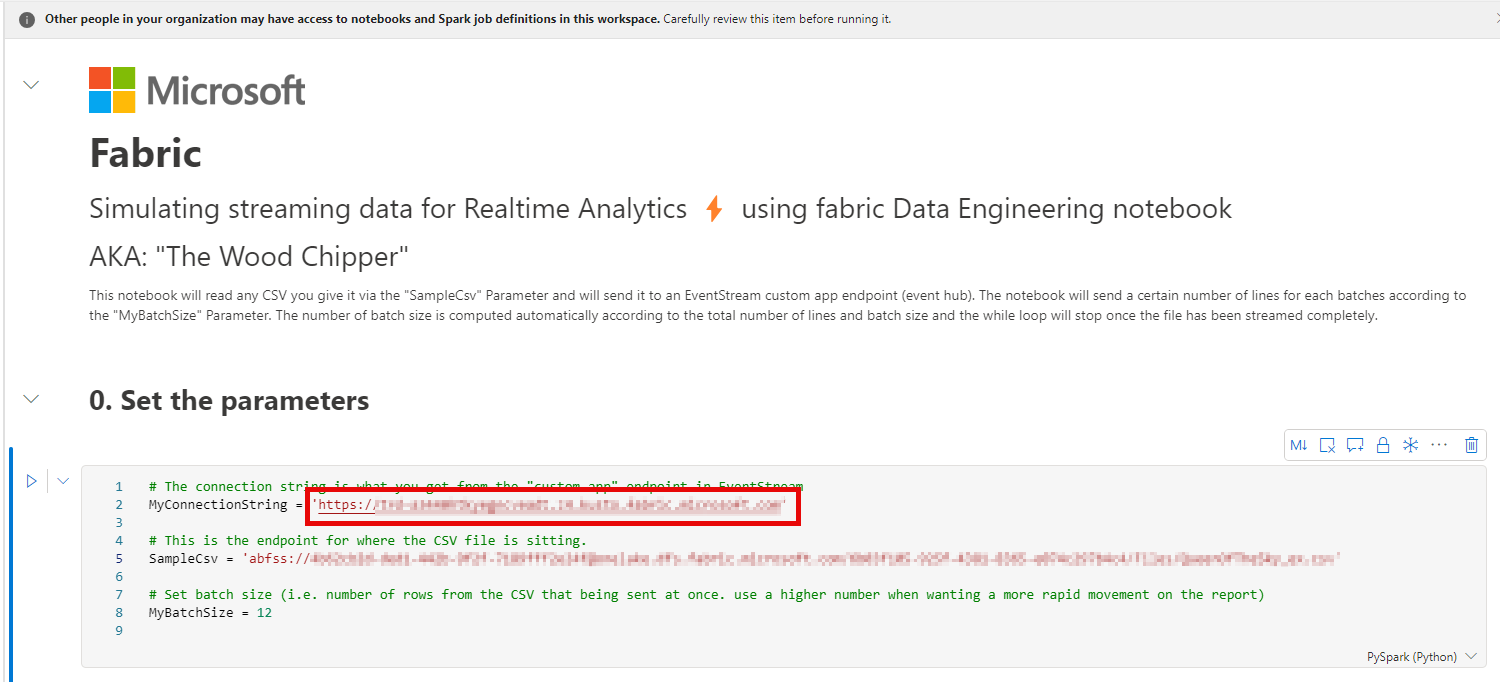 Other people in your organization may have access to notebooks and Spark job definitions in this workspace. Carefully review this item before running it.
Microsoft
Fabric
Simulating streaming data for Realtime Analytics ⚡ using fabric Data Engineering notebook
AKA: "The Wood Chipper"
This notebook will read any CSV you give it via the "SampleCsv" Parameter and will send it to an EventStream custom app endpoint (event hub). The notebook will send a certain number of lines for each batches according to
the "MyBatchSize" Parameter. The number of batch size is computed automatically according to the total number of lines and batch size and the while loop will stop once the file has been streamed completely.
0. Set the parameters
M↓
1 # The connection string is what you get from the "custom app" endpoint in EventStream
2 MyConnectionString = 'https://
3
4 # This is the endpoint for where the CSV file is sitting.
5 SampleCsv = 'abfss://
6
7 # Set batch size (i.e. number of rows from the CSV that being sent at once. use a higher number when wanting a more rapid movement on the report)
8 MyBatchSize = 12
9
PySpark (Python)